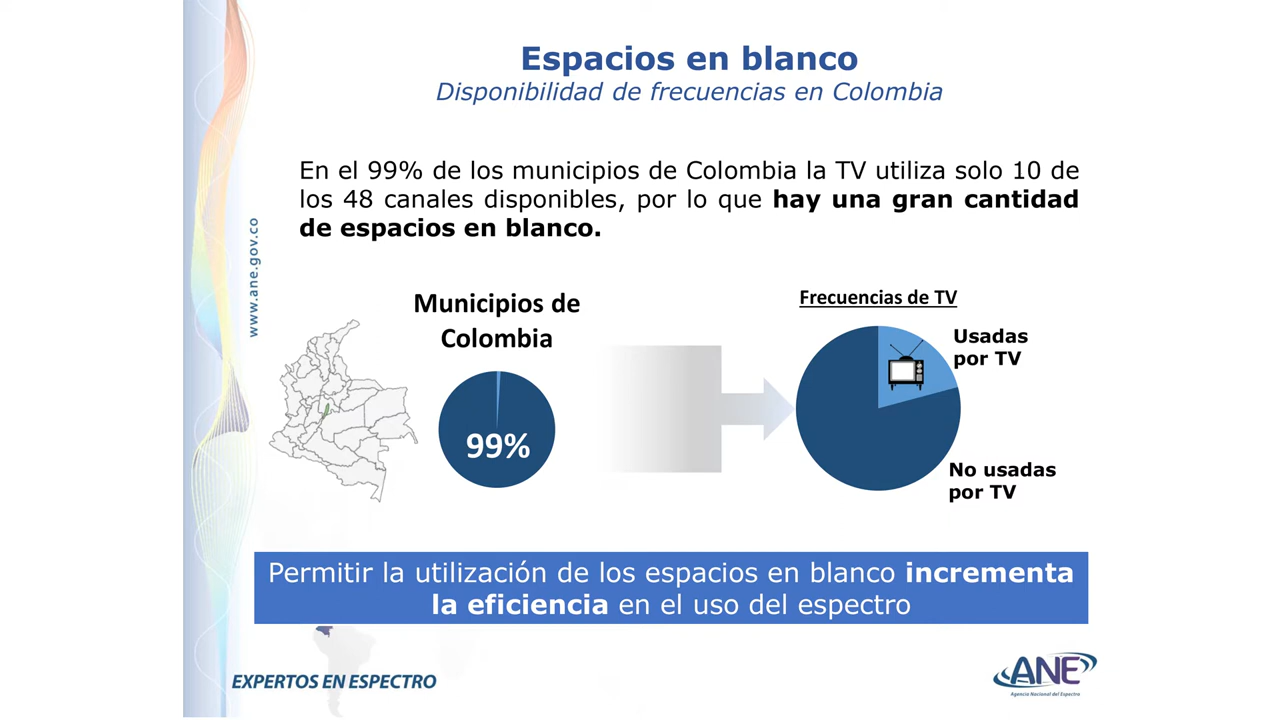 Espacios en blanco
Disponibilidad de frecuencias en Colombia
En el 99% de los municipios de Colombia la TV utiliza solo 10 de
los 48 canales disponibles, por lo que hay una gran cantidad
de espacios en blanco.
www.ane.gov.co
Municipios de
Colombia
99%
Frecuencias de TV
Usadas
por TV
No usadas
por TV
Permitir la utilización de los espacios en blanco incrementa
la eficiencia en el uso del espectro
EXPERTOS EN ESPECTRO
ANE
Agencia Nacional del Espectro